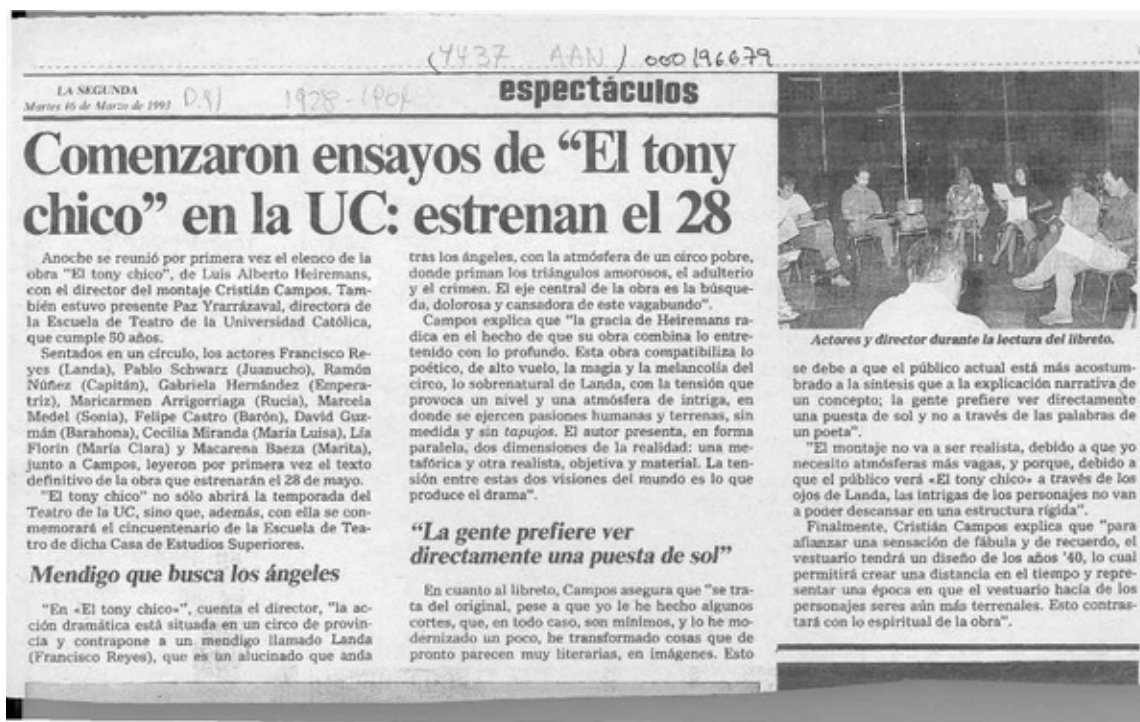 (4437 AAN) 000196679
LA SEGUNDA
Martes 16 de Marzo de 1993
espectáculos
Comenzaron ensayos de “El tony
chico” en la UC: estrenan el 28
Anoche se reunió por primera vez el elenco de la
obra "El tony chico", de Luis Alberto Heiremans,
con el director del montaje Cristián Campos. Tam-
bién estuvo presente Paz Yrarrázaval, directora de
la Escuela de Teatro de la Universidad Católica,
que cumple 50 años.
Sentados en un círculo, los actores Francisco Re-
yes (Landa), Pablo Schwarz (Juanucho), Ramón
Núñez (Capitán), Gabriela Hernández (Empera-
triz), Maricarmen Arrigorriaga (Rucia), Marcela
Medel (Sonia), Felipe Castro (Barón), David Guz-
mán (Barahona), Cecilia Miranda (María Luisa), Lía
Florin (María Clara) y Macarena Baeza (Marita),
junto a Campos, leyeron por primera vez el texto
definitivo de la obra que estrenarán el 28 de mayo.
"El tony chico" no sólo abrirá la temporada del
Teatro de la UC, sino que, además, con ella se con-
memorará el cincuentenario de la Escuela de Tea-
tro de dicha Casa de Estudios Superiores.
Mendigo que busca los ángeles
"En «El tony chico»", cuenta el director, "la ac-
ción dramática está situada en un circo de provin-
cia y contrapone a un mendigo llamado Landa
(Francisco Reyes), que es un alucinado que anda
tras los ángeles, con la atmósfera de un circo pobre,
donde priman los triángulos amorosos, el adulterio
y el crimen. El eje central de la obra es la búsque-
da, dolorosa y cansadora de este vagabundo".
Campos explica que "la gracia de Heiremans ra-
dica en el hecho de que su obra combina lo entre-
tenido con lo profundo. Esta obra compatibiliza lo
poético, de alto vuelo, la magia y la melancolía del
circo, lo sobrenatural de Landa, con la tensión que
provoca un nivel y una atmósfera de intriga, en
donde se ejercen pasiones humanas y terrenas, sin
medida y sin tapujos. El autor presenta, en forma
paralela, dos dimensiones de la realidad: una me-
tafórica y otra realista, objetiva y material. La ten-
sión entre estas dos visiones del mundo es lo que
produce el drama".
“La gente prefiere ver
directamente una puesta de sol”
En cuanto al libreto, Campos asegura que "se tra-
ta del original, pese a que yo le he hecho algunos
cortes, que, en todo caso, son mínimos, y lo he mo-
dernizado un poco, he transformado cosas que de
pronto parecen muy literarias, en imágenes. Esto
Actores y director durante la lectura del libreto.
se debe a que el público actual está más acostum-
brado a la síntesis que a la explicación narrativa de
un concepto; la gente prefiere ver directamente
una puesta de sol y no a través de las palabras de
un poeta".
"El montaje no va a ser realista, debido a que yo
necesito atmósferas más vagas, y porque, debido a
que el público verá «El tony chico» a través de los
ojos de Landa, las intrigas de los personajes no van
a poder descansar en una estructura rígida".
Finalmente, Cristián Campos explica que "para
afianzar una sensación de fábula y de recuerdo, el
vestuario tendrá un diseño de los años '40, lo cual
permitirá crear una distancia en el tiempo y repre-
sentar una época en que el vestuario hacía de los
personajes seres aún más terrenales. Esto contras-
tará con lo espiritual de la obra".